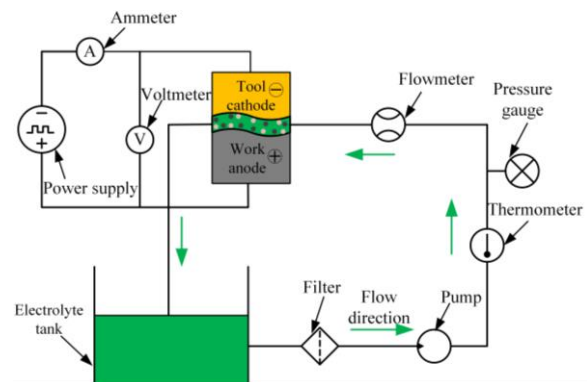 Ammeter
A
Tool
cathode
Flowmeter
Pressure
gauge
Voltmeter
V
Work
anode
Power supply
Thermometer
Electrolyte
tank
Filter
Flow
direction
Pump